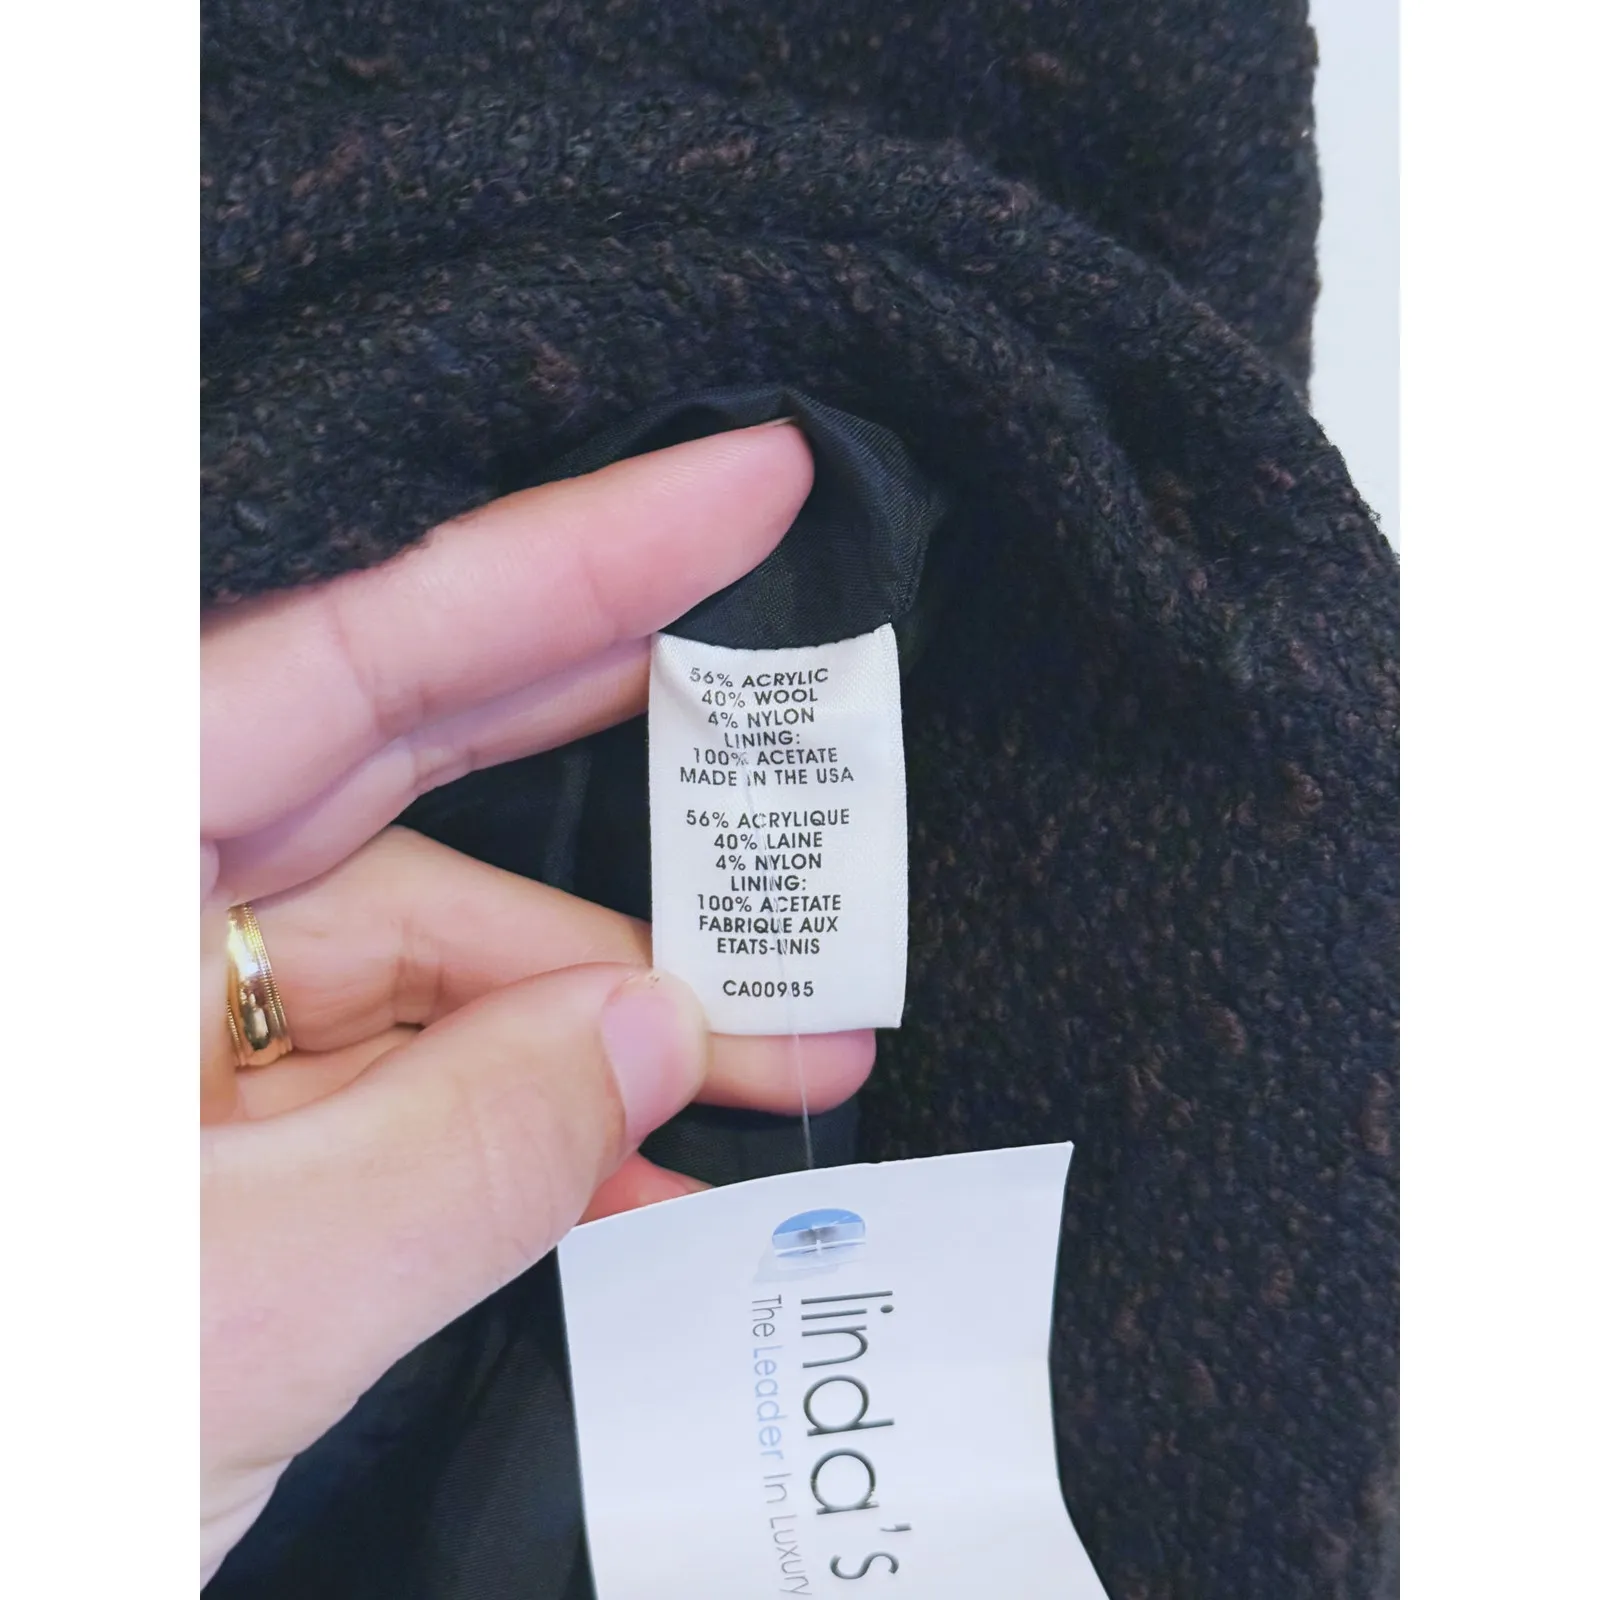 56% ACRYLIC
40% WOOL
4% NYLON
LINING:
100% ACETATE
MADE IN THE USA
56% ACRYLIQUE
40% LAINE
4% NYLON
LINING:
100% ACETATE
FABRIQUE AUX
ETATS-UNIS
CA00985
linda's
The Leader In Luxury